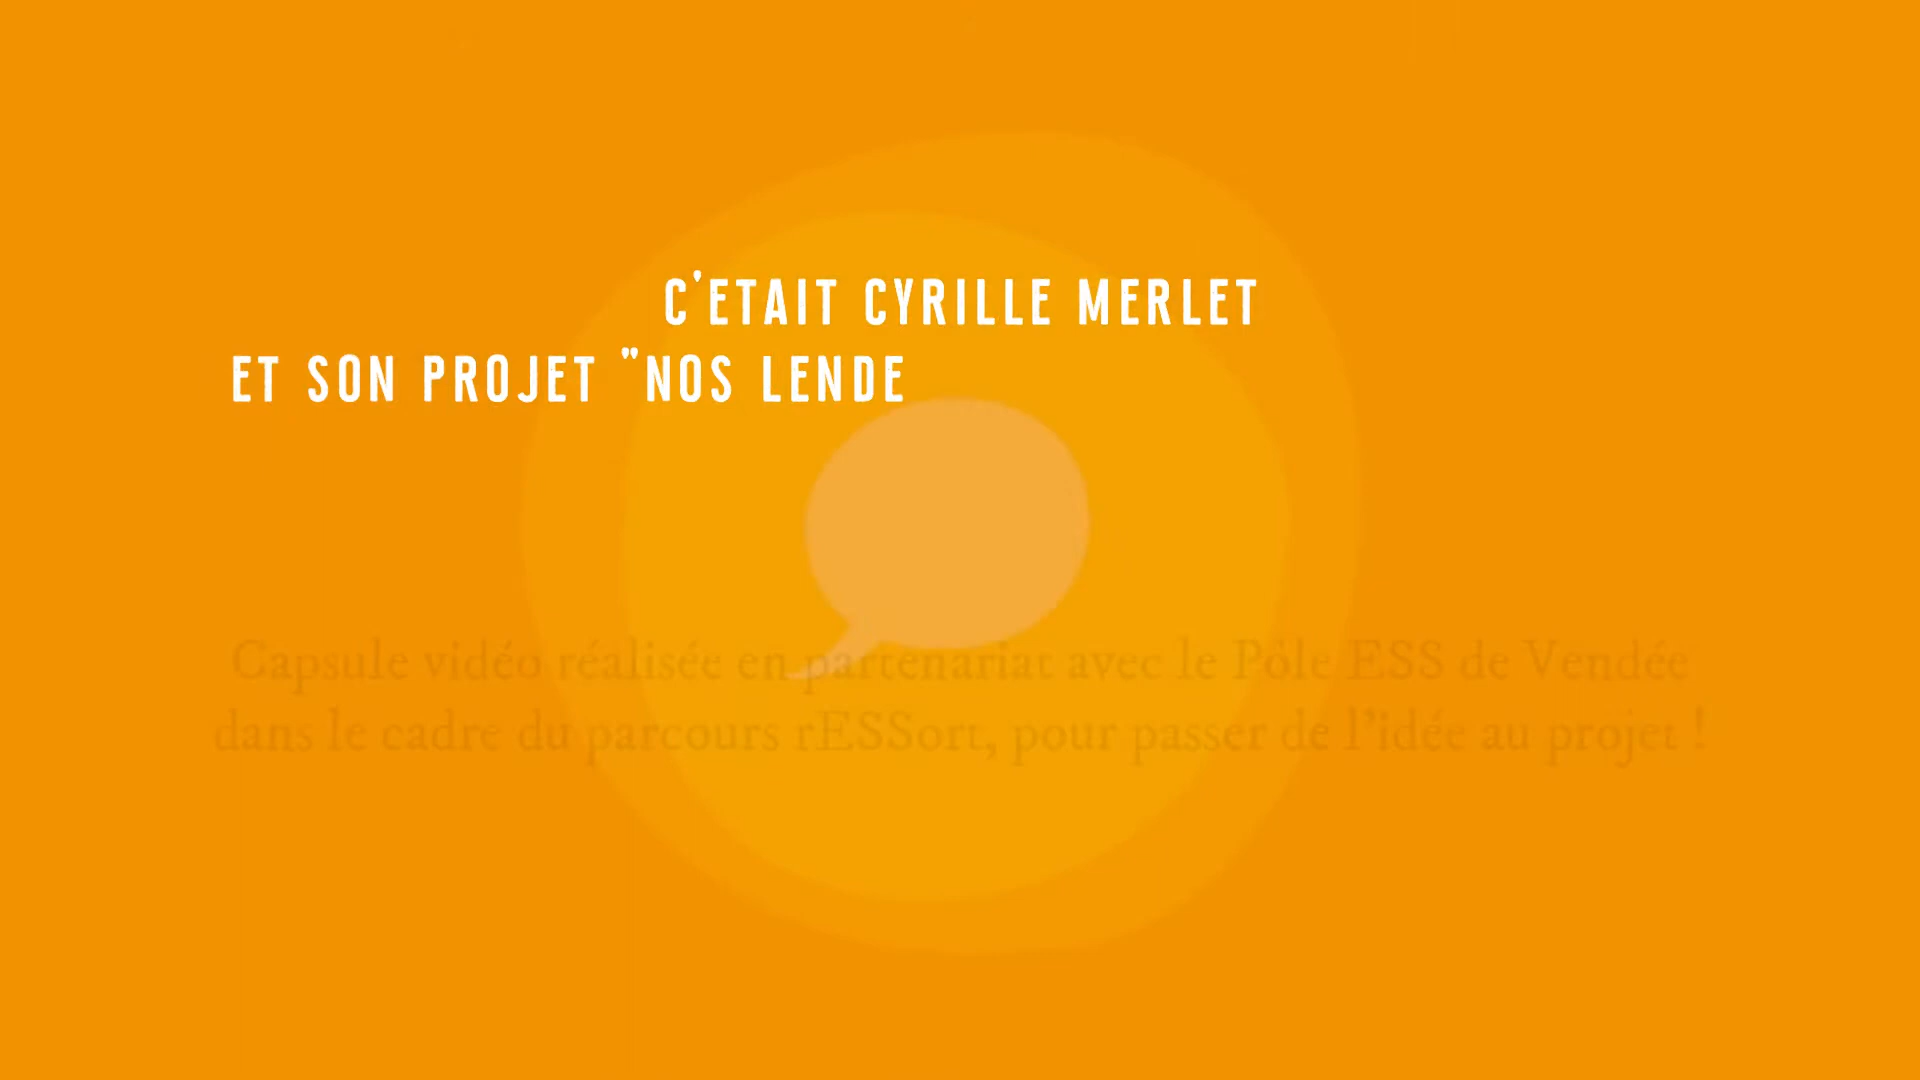 C'ETAIT CYRILLE MERLET
ET SON PROJET "NOS LENDE
Capsule vidéo réalisée en partenariat avec le Pôle ESS de Vendée
dans le cadre du parcours rESSort, pour passer de l'idée au projet !